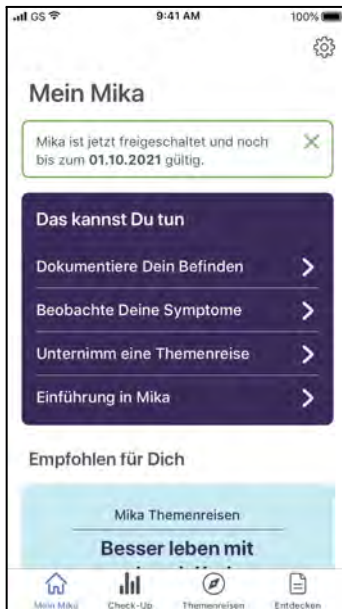 GS 9:41 AM 100%
Mein Mika
Mika ist jetzt freigeschaltet und noch
bis zum 01.10.2021 gültig.
Das kannst Du tun
Dokumentiere Dein Befinden
Beobachte Deine Symptome
Unternimm eine Themenreise
Einführung in Mika
Empfohlen für Dich
Mika Themenreisen
Besser leben mit
Mein Mika Check-Up Themenreisen Entdecken